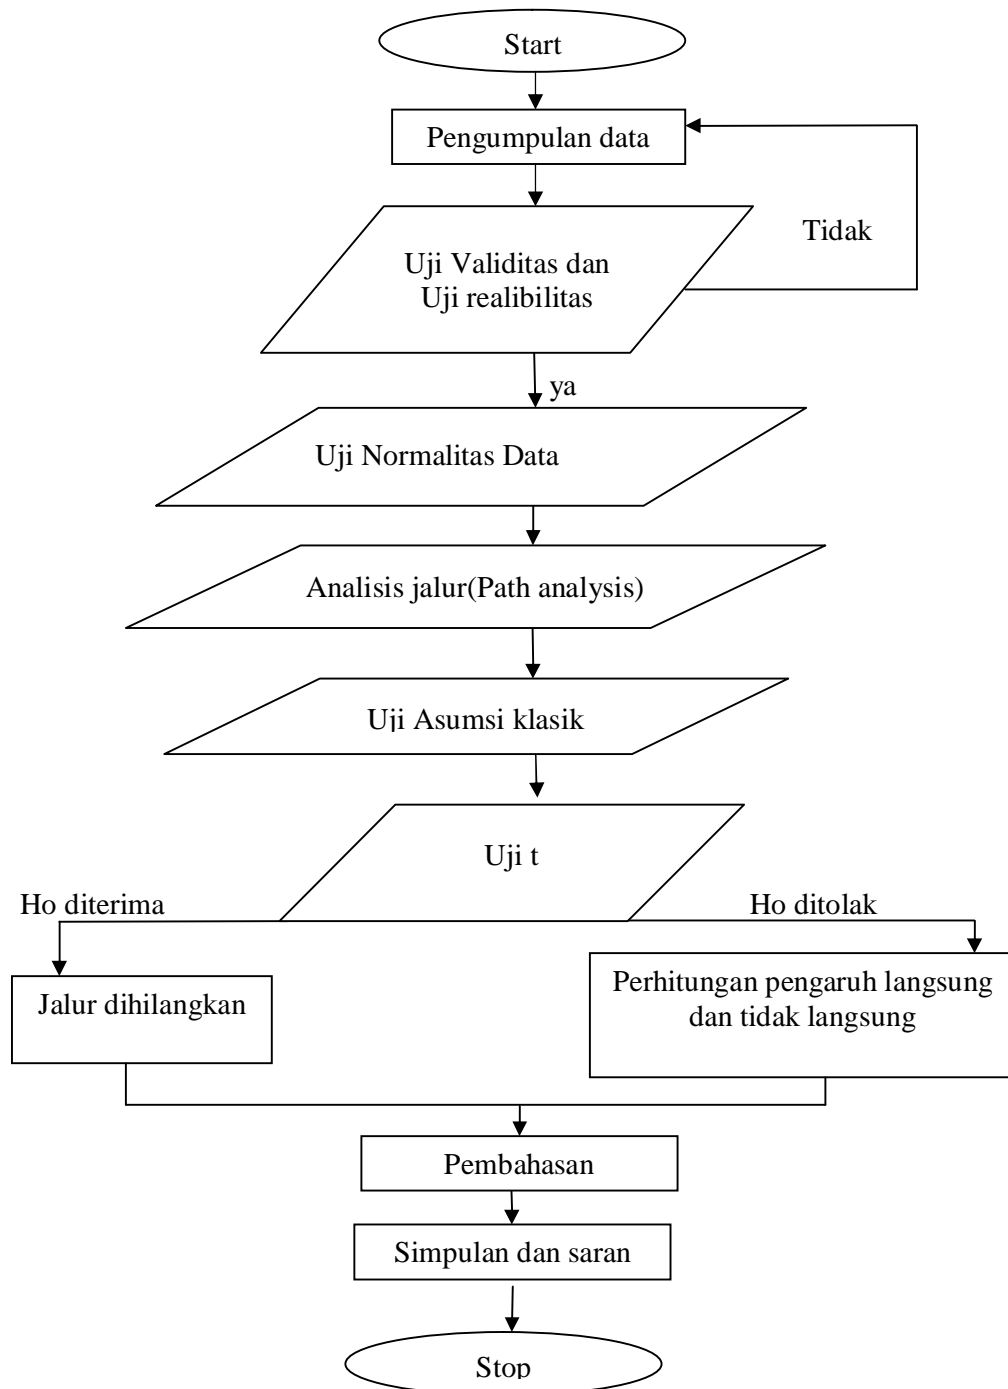 Start
Pengumpulan data
Tidak
Uji Validitas dan
Uji realibilitas
ya
Uji Normalitas Data
Analisis jalur(Path analysis)
Uji Asumsi klasik
Uji t
Ho diterima
Ho ditolak
Jalur dihilangkan
Perhitungan pengaruh langsung
dan tidak langsung
Pembahasan
Simpulan dan saran
Stop